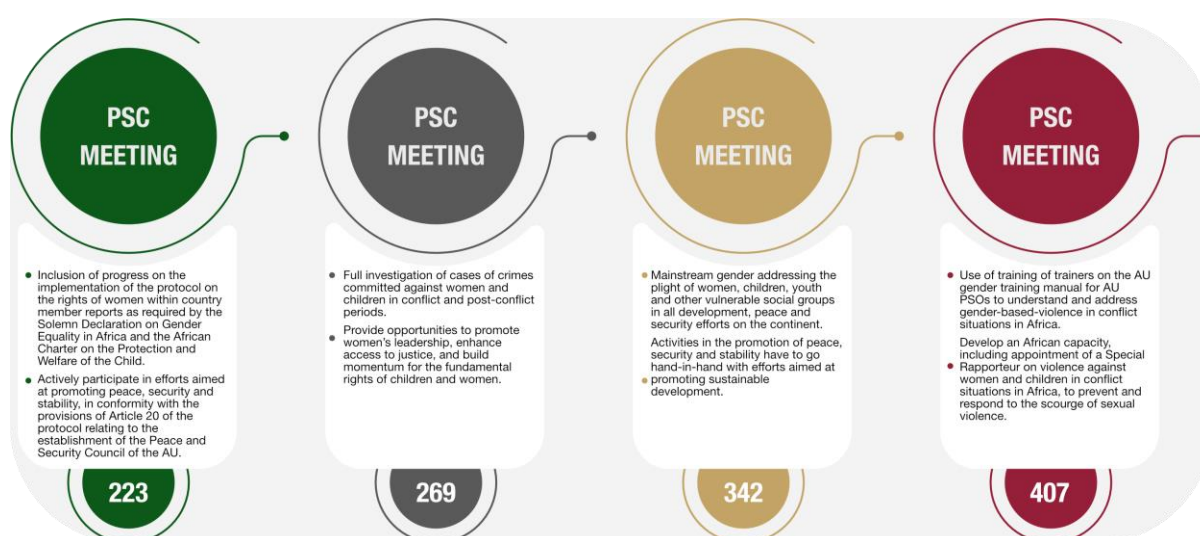 PSC
MEETING
Inclusion of progress on the
implementation of the protocol on
the rights of women within country
member reports as required by the
Solemn Declaration on Gender
Equality in Africa and the African
Charter on the Protection and
Welfare of the Child.
Actively participate in efforts aimed
at promoting peace, security and
stability, in conformity with the
provisions of Article 20 of the
protocol relating to the
establishment of the Peace and
Security Council of the AU.
223
PSC
MEETING
Full investigation of cases of crimes
committed against women and
children in conflict and post-conflict
periods.
Provide opportunities to promote
women's leadership, enhance
access to justice, and build
momentum for the fundamental
rights of children and women.
269
PSC
MEETING
Mainstream gender addressing the
plight of women, children, youth
and other vulnerable social groups
in all development, peace and
security efforts on the continent.
Activities in the promotion of peace,
security and stability have to go
hand-in-hand with efforts aimed at
promoting sustainable
development.
342
PSC
MEETING
Use of training of trainers on the AU
gender training manual for AU
PSOs to understand and address
gender-based-violence in conflict
situations in Africa.
Develop an African capacity,
including appointment of a Special
Rapporteur on violence against
women and children in conflict
situations in Africa, to prevent and
respond to the scourge of sexual
violence.
407